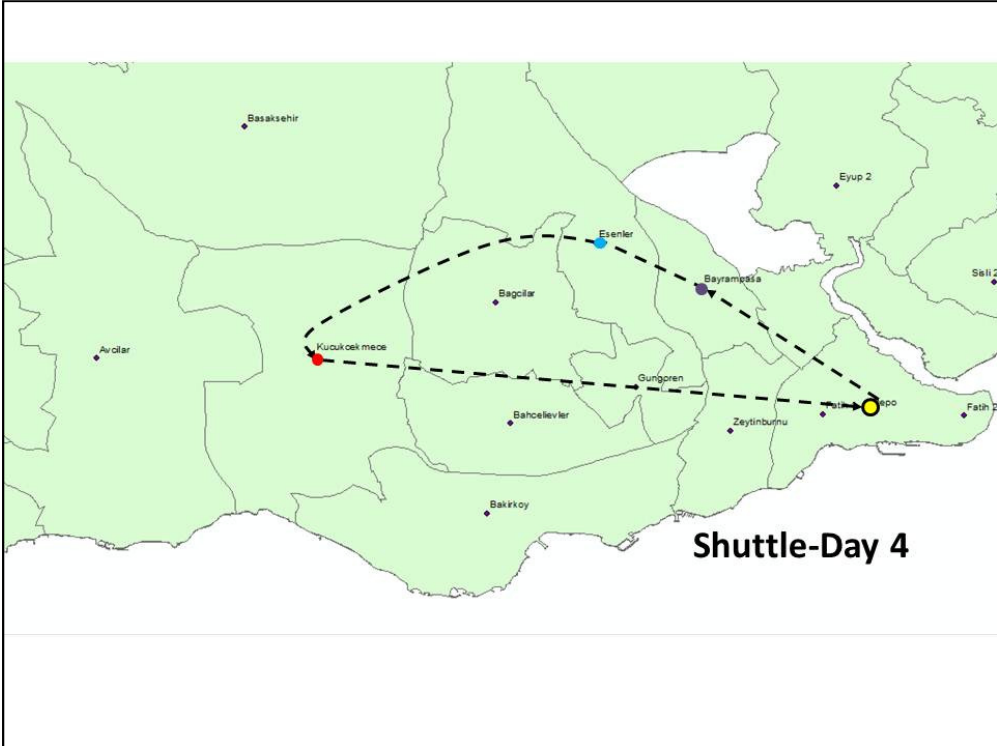 Basaksehir
Eyup 2
Esenler
Sisli 2
Bayrampasa
Bagcilar
Kucukcekmece
Avcilar
Gungoren
Fatih 2
Bahcelievler
Zeytinburnu
Bakirkoy
Shuttle-Day 4